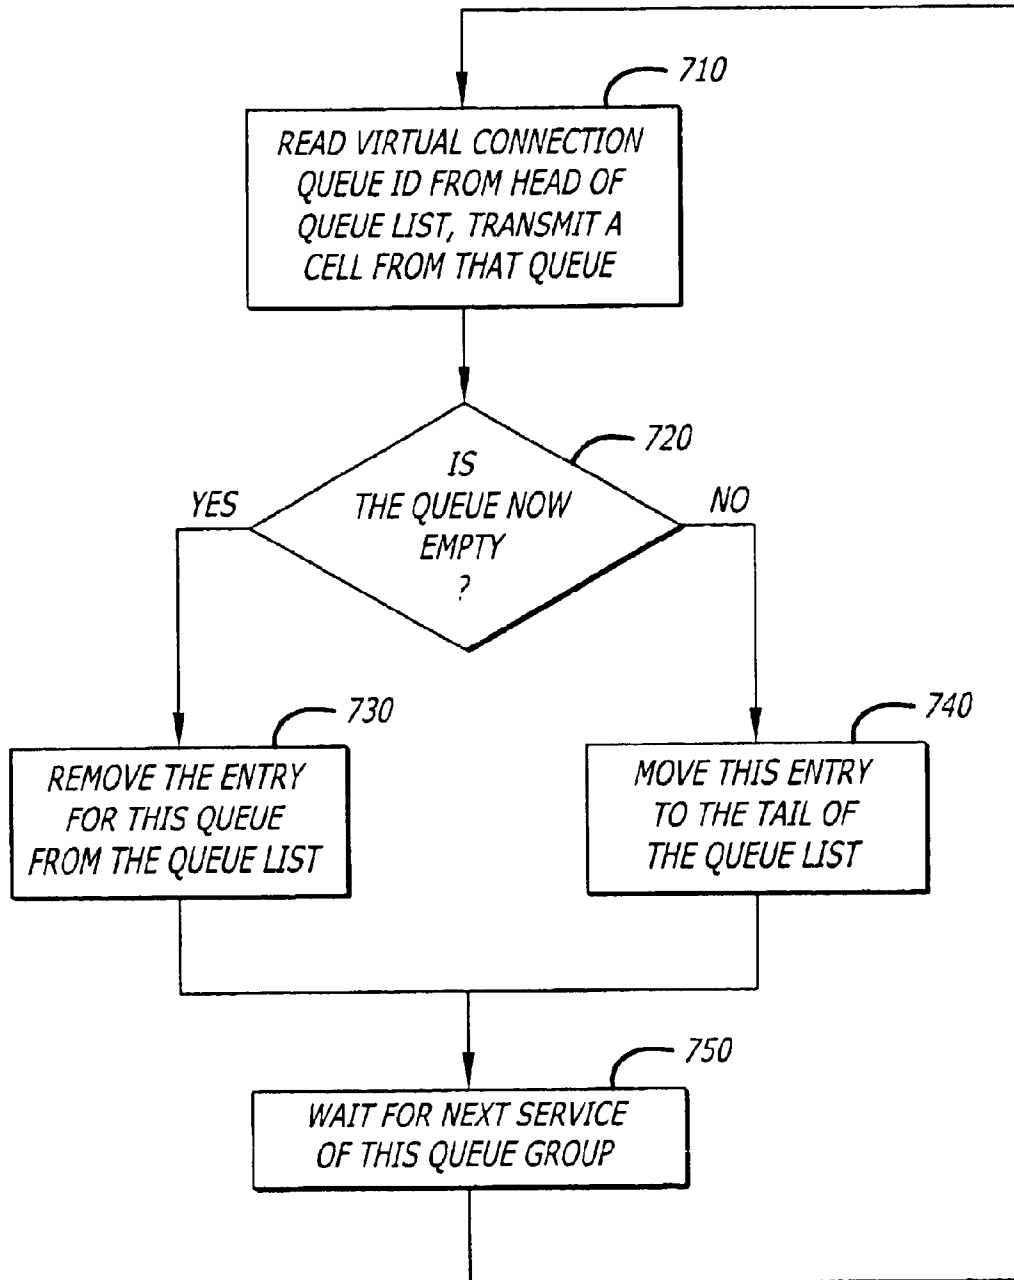 710
READ VIRTUAL CONNECTION
QUEUE ID FROM HEAD OF
QUEUE LIST, TRANSMIT A
CELL FROM THAT QUEUE
720
IS
THE QUEUE NOW
EMPTY
?
YES
NO
730
REMOVE THE ENTRY
FOR THIS QUEUE
FROM THE QUEUE LIST
740
MOVE THIS ENTRY
TO THE TAIL OF
THE QUEUE LIST
750
WAIT FOR NEXT SERVICE
OF THIS QUEUE GROUP